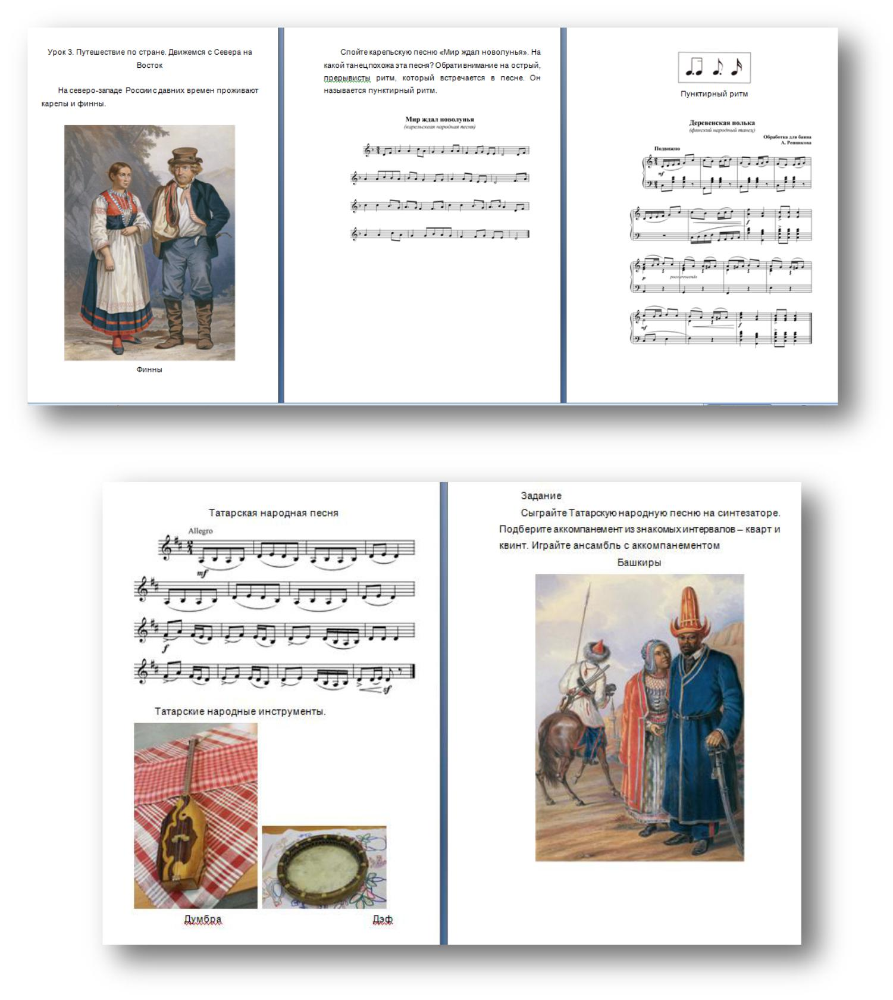 Урок 3. Путешествие по стране. Движемся с Севера на
Восток
На северо-западе России с давних времен проживают
карелы и финны.
Финны
Спойте карельскую песню «Мир ждал новолунья». На
какой танец похожа эта песня? Обрати внимание на острый,
прерывисты ритм, который встречается в песне. Он
называется пунктирный ритм.
Мир ждал новолунья
(карельская народная песня)
Пунктирный ритм
Деревенская полька
(финский народный танец)
Обработка для баяна
А. Репникова
Подвижно
mf
f
p
poco crescendo
mf
f
Татарская народная песня
Allegro
mf
f
sf
Татарские народные инструменты.
Думбра
Дэф
Задание
Сыграйте Татарскую народную песню на синтезаторе.
Подберите аккомпанемент из знакомых интервалов – кварт и
квинт. Играйте ансамбль с аккомпанементом
Башкиры